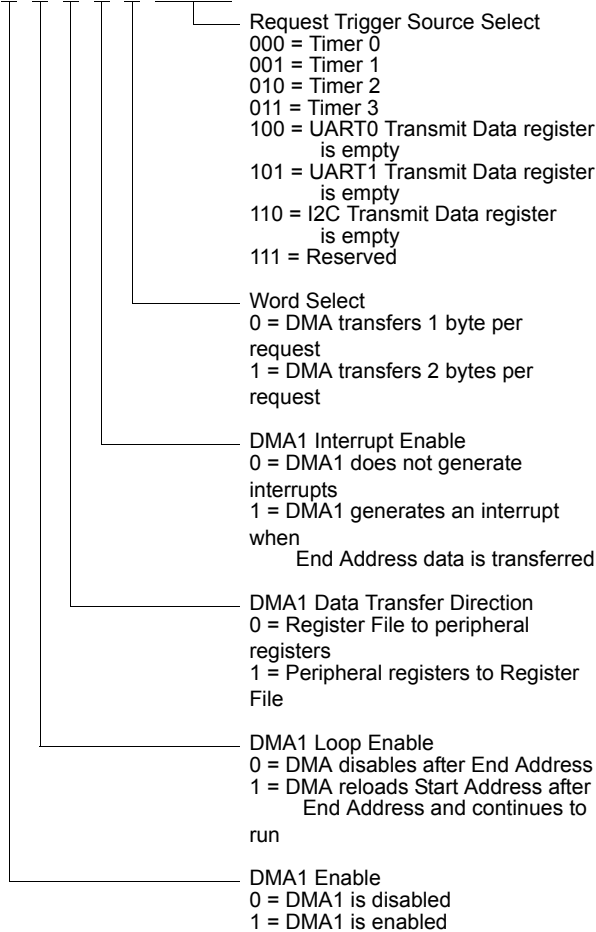 Request Trigger Source Select
000 = Timer 0
001 = Timer 1
010 = Timer 2
011 = Timer 3
100 = UART0 Transmit Data register
is empty
101 = UART1 Transmit Data register
is empty
110 = I2C Transmit Data register
is empty
111 = Reserved
Word Select
0 = DMA transfers 1 byte per
request
1 = DMA transfers 2 bytes per
request
DMA1 Interrupt Enable
0 = DMA1 does not generate
interrupts
1 = DMA1 generates an interrupt
when
End Address data is transferred
DMA1 Data Transfer Direction
0 = Register File to peripheral
registers
1 = Peripheral registers to Register
File
DMA1 Loop Enable
0 = DMA disables after End Address
1 = DMA reloads Start Address after
End Address and continues to
run
DMA1 Enable
0 = DMA1 is disabled
1 = DMA1 is enabled